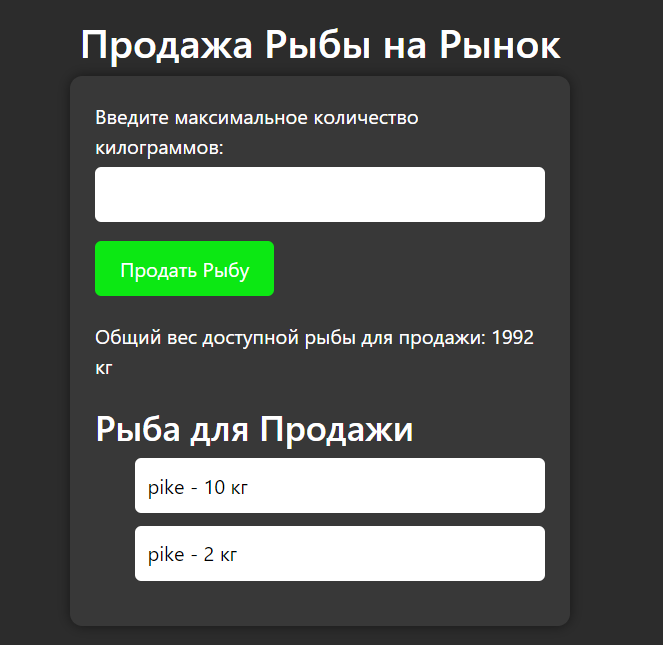 Продажа Рыбы на Рынок
Введите максимальное количество
килограммов:
Продать Рыбу
Общий вес доступной рыбы для продажи: 1992
кг
Рыба для Продажи
pike - 10 кг
pike - 2 кг